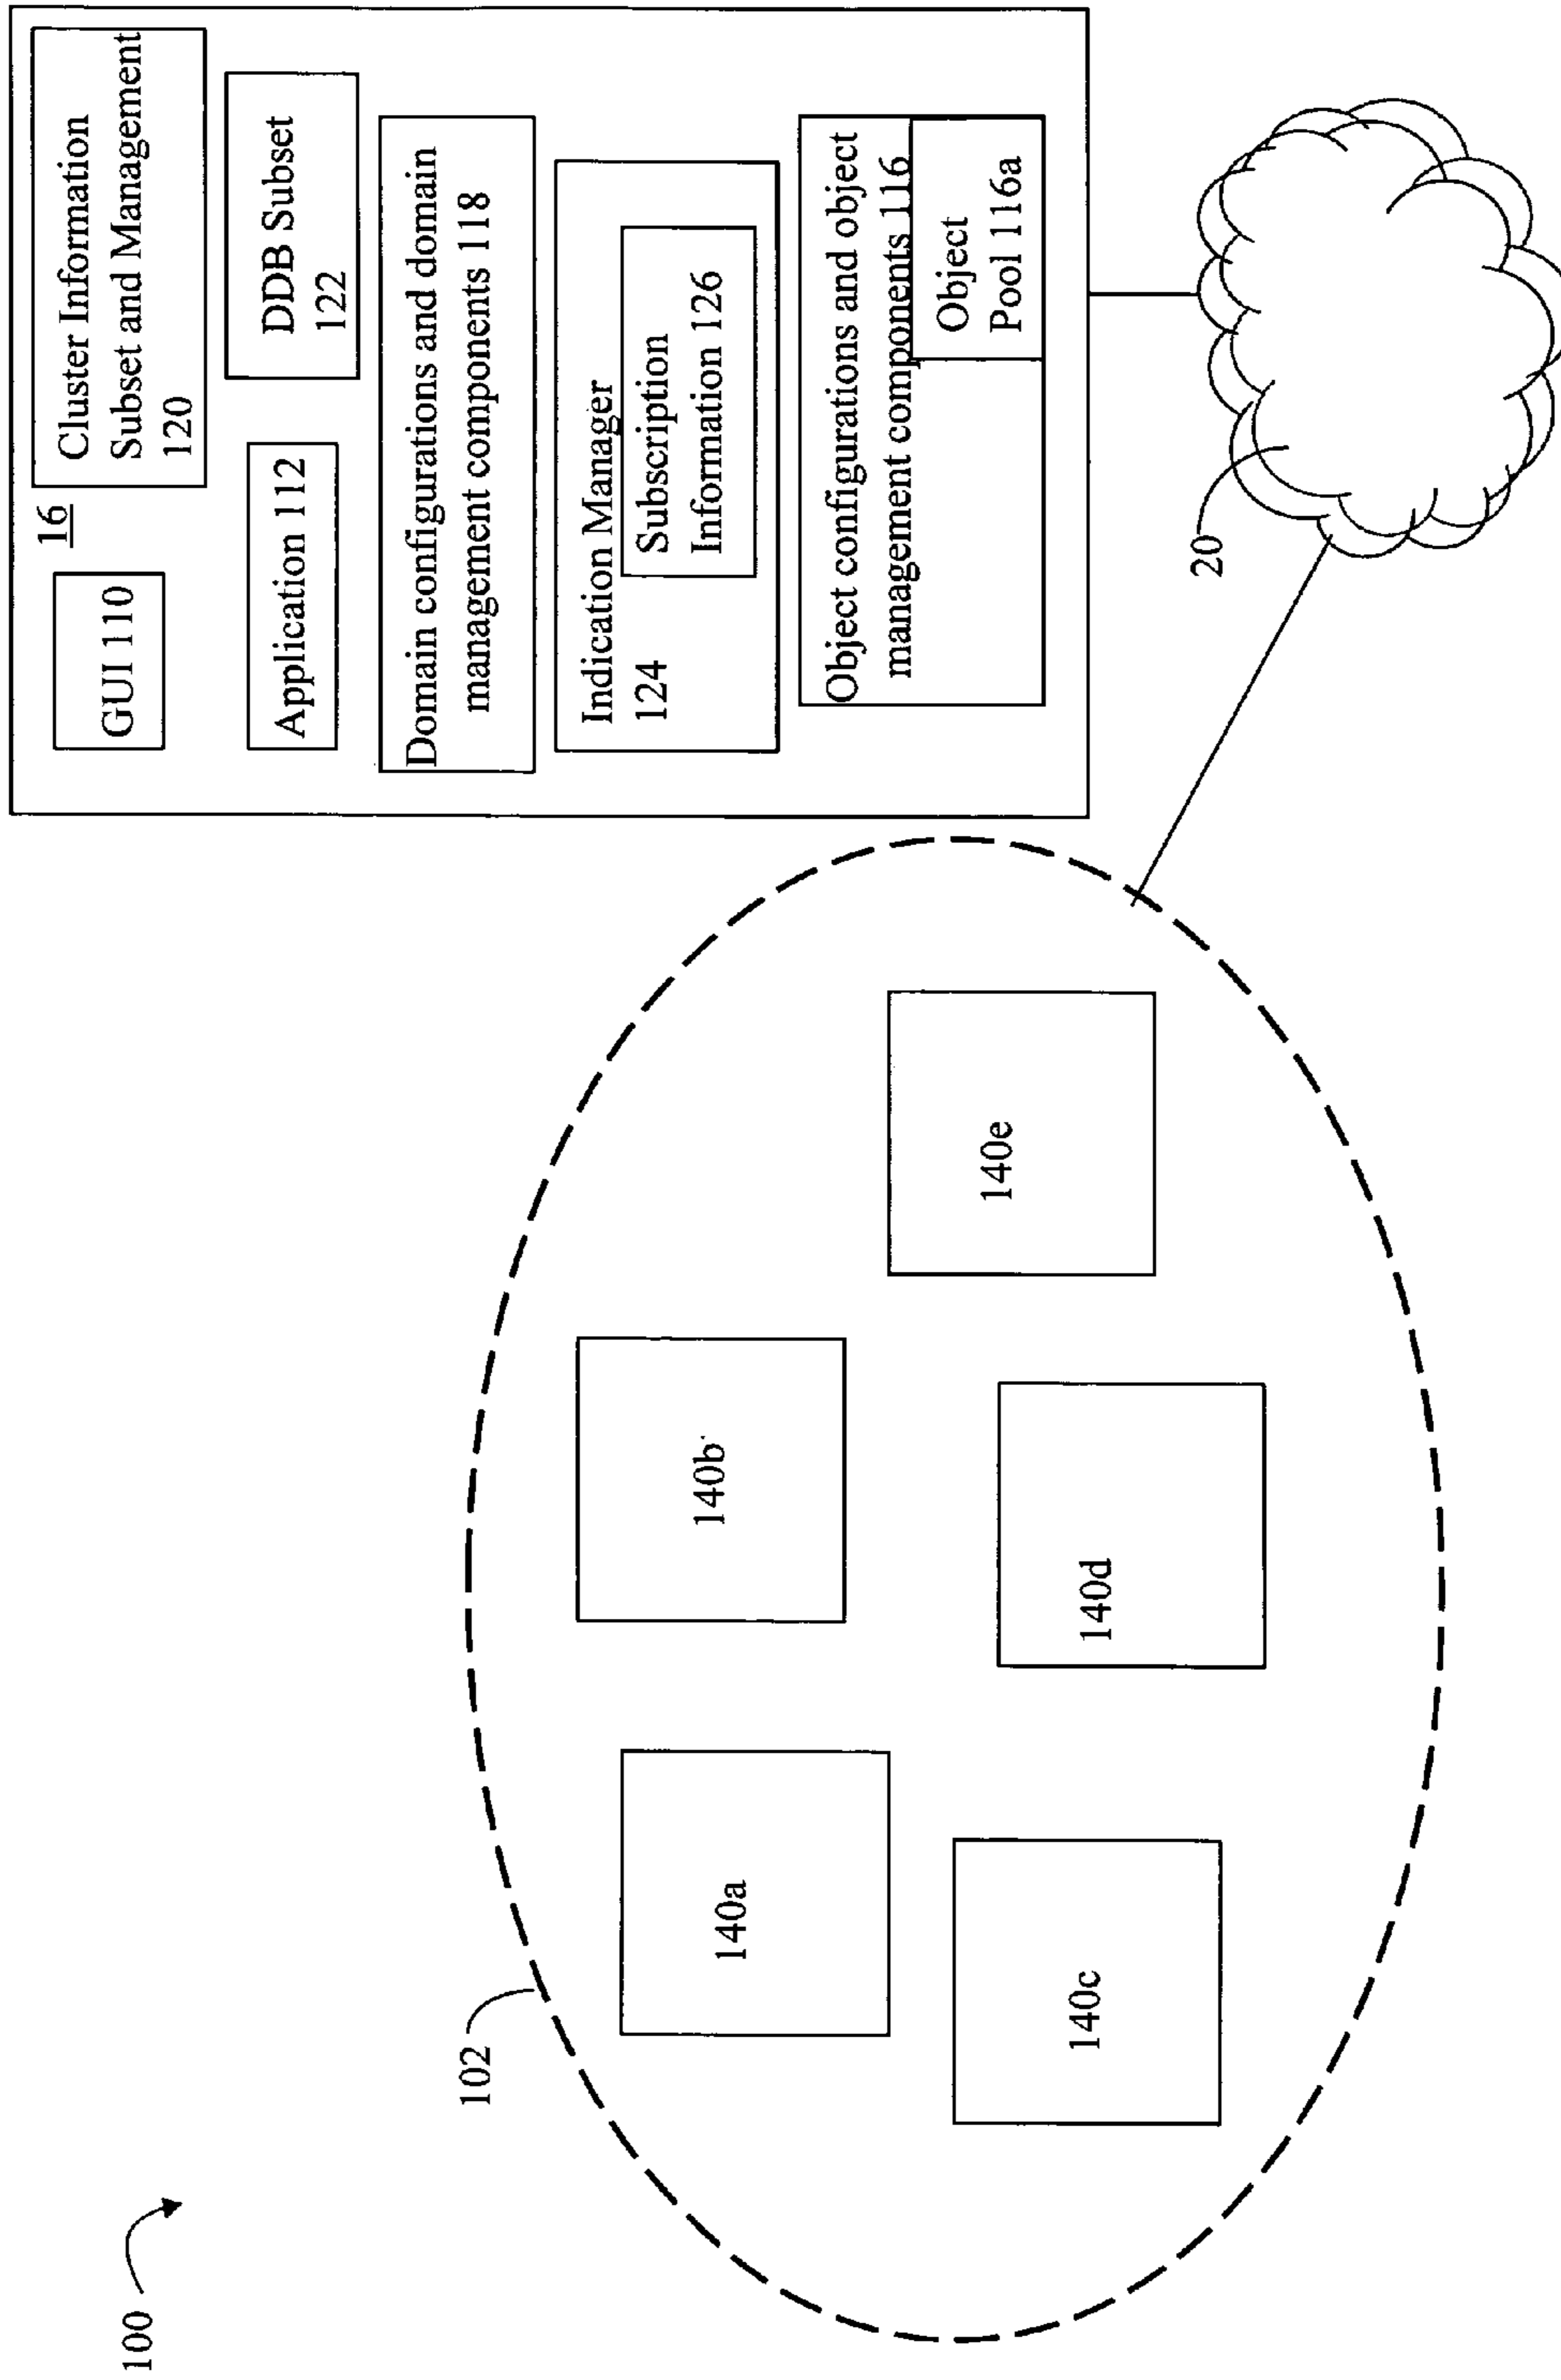 100
102
140a
140b
140c
140d
140e
16
GUI 110
Cluster Information
Subset and Management
120
Application 112
DDB Subset
122
Domain configurations and domain
management components 118
Indication Manager
124
Subscription
Information 126
Object configurations and object
management components 116
Object
Pool 116a
20